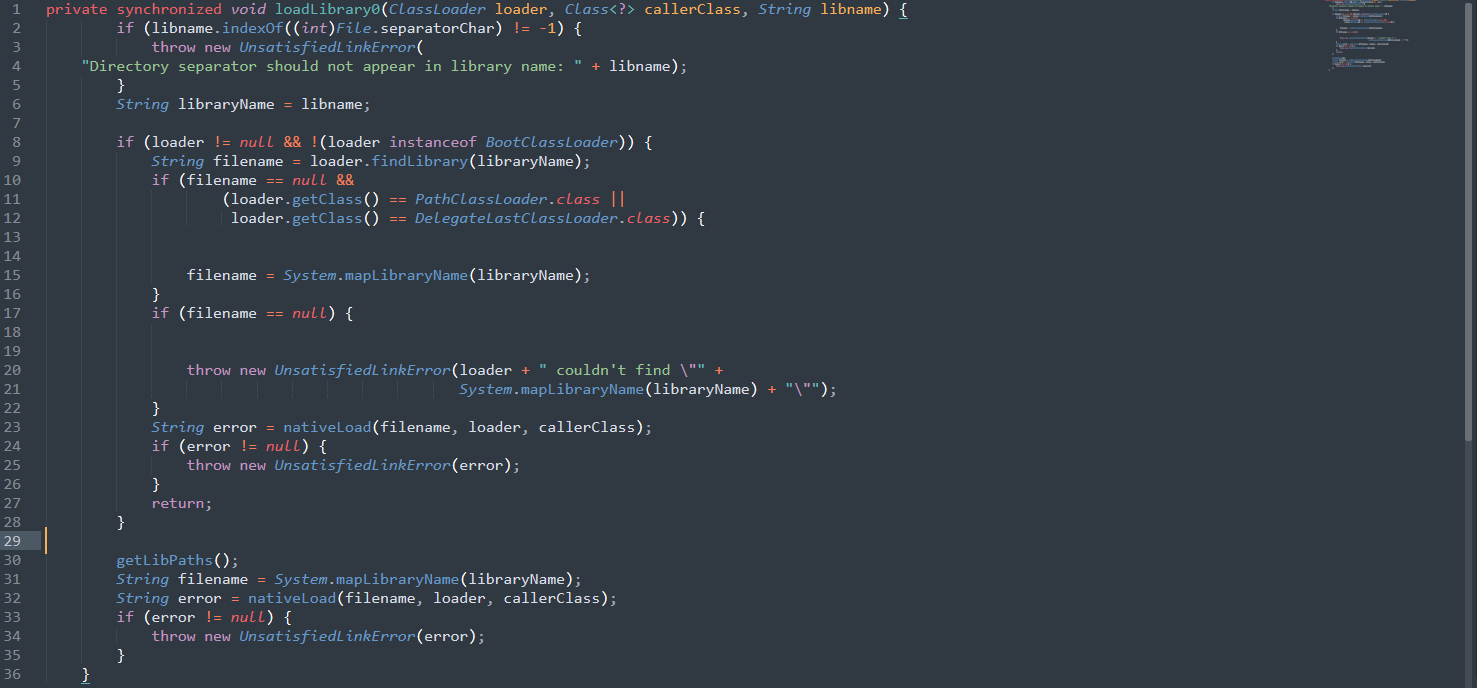 1 private synchronized void loadLibrary0(ClassLoader loader, Class<?> callerClass, String libname) {
2 if (libname.indexOf((int)File.separatorChar) != -1) {
3 throw new UnsatisfiedLinkError(
4 "Directory separator should not appear in library name: " + libname);
5 }
6 String libraryName = libname;
7
8 if (loader != null && !(loader instanceof BootClassLoader)) {
9 String filename = loader.findLibrary(libraryName);
10 if (filename == null &&
11 (loader.getClass() == PathClassLoader.class ||
12 loader.getClass() == DelegateLastClassLoader.class)) {
13
14
15 filename = System.mapLibraryName(libraryName);
16 }
17 if (filename == null) {
18
19
20 throw new UnsatisfiedLinkError(loader + " couldn't find \"" +
21 System.mapLibraryName(libraryName) + "\"");
22 }
23 String error = nativeLoad(filename, loader, callerClass);
24 if (error != null) {
25 throw new UnsatisfiedLinkError(error);
26 }
27 return;
28 }
29
30 getLibPaths();
31 String filename = System.mapLibraryName(libraryName);
32 String error = nativeLoad(filename, loader, callerClass);
33 if (error != null) {
34 throw new UnsatisfiedLinkError(error);
35 }
36 }